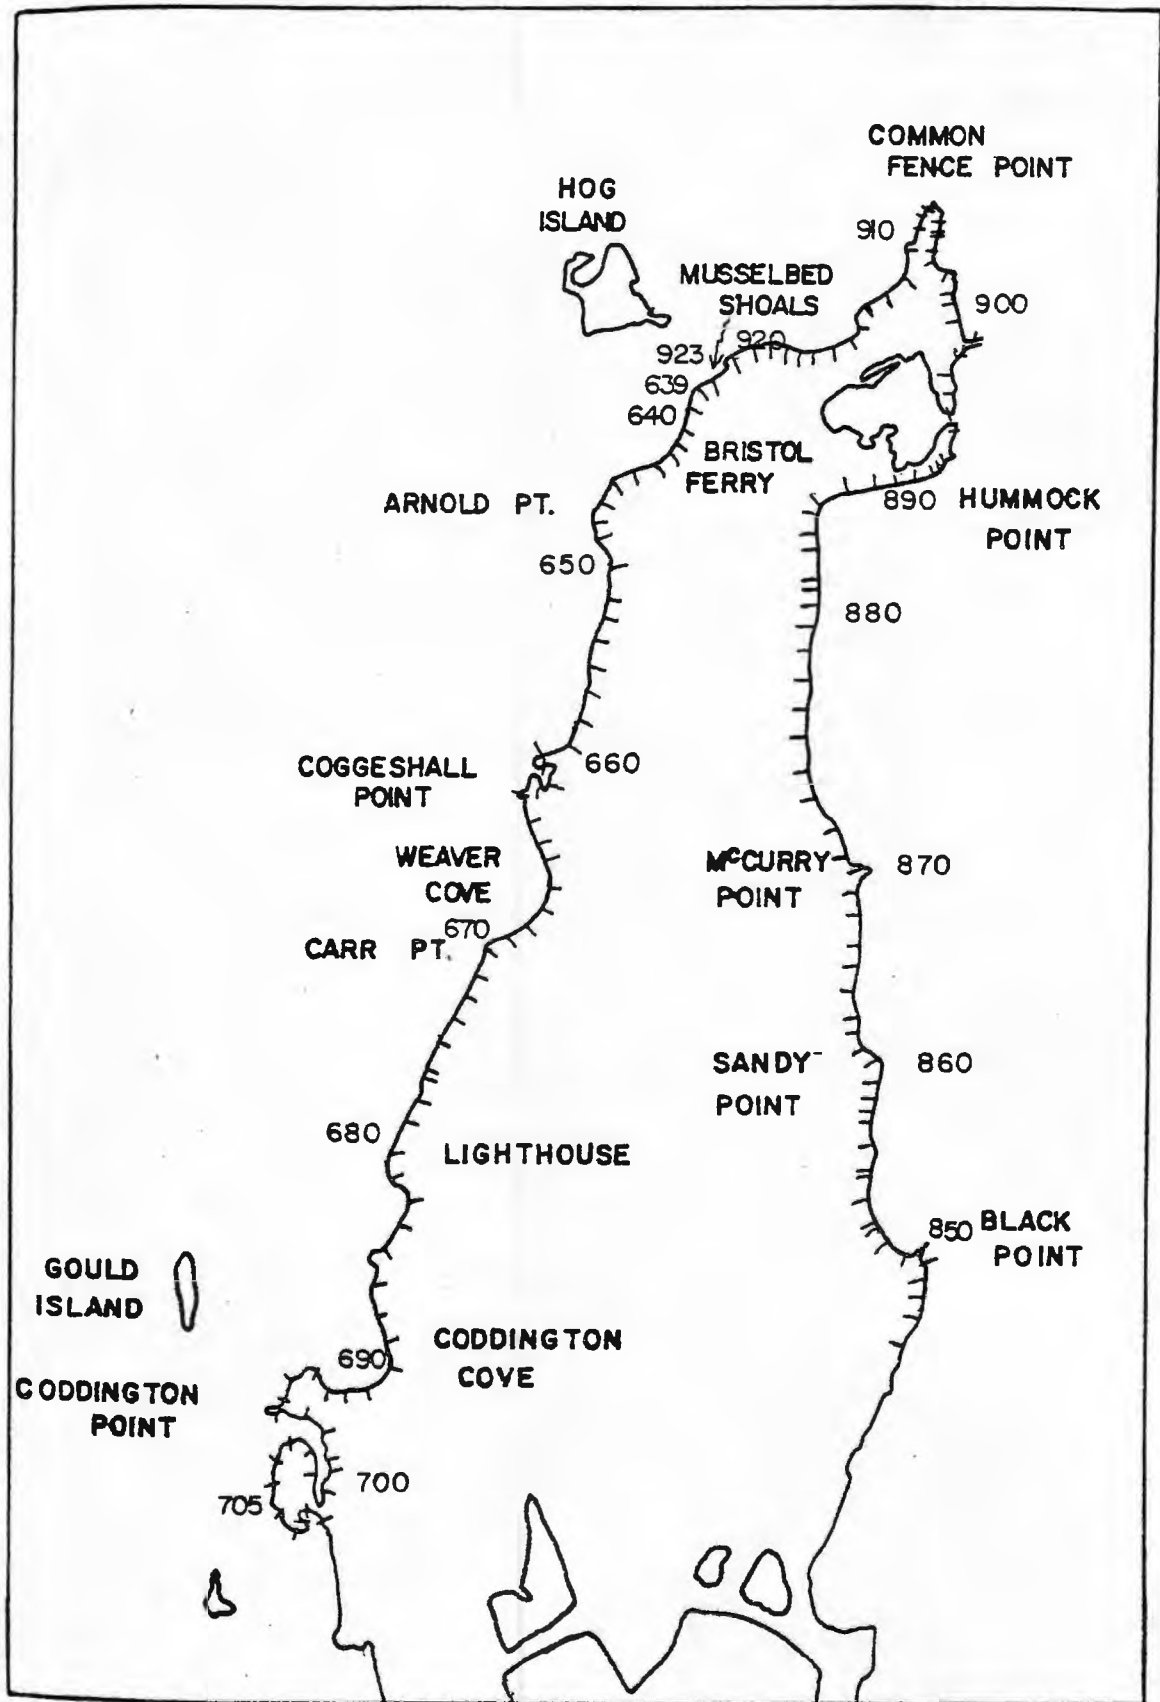 COMMON
FENCE POINT
HOG
ISLAND
910
MUSSELBED
SHOALS
900
920
923
639
640
BRISTOL
FERRY
ARNOLD PT.
890 HUMMOCK
POINT
650
880
660
COGGESHALL
POINT
WEAVER
COVE
McCURRY
POINT
870
670
CARR PT.
SANDY
POINT
860
680
LIGHTHOUSE
850 BLACK
POINT
GOULD
ISLAND
CODDINGTON
COVE
690
CODDINGTON
POINT
700
705